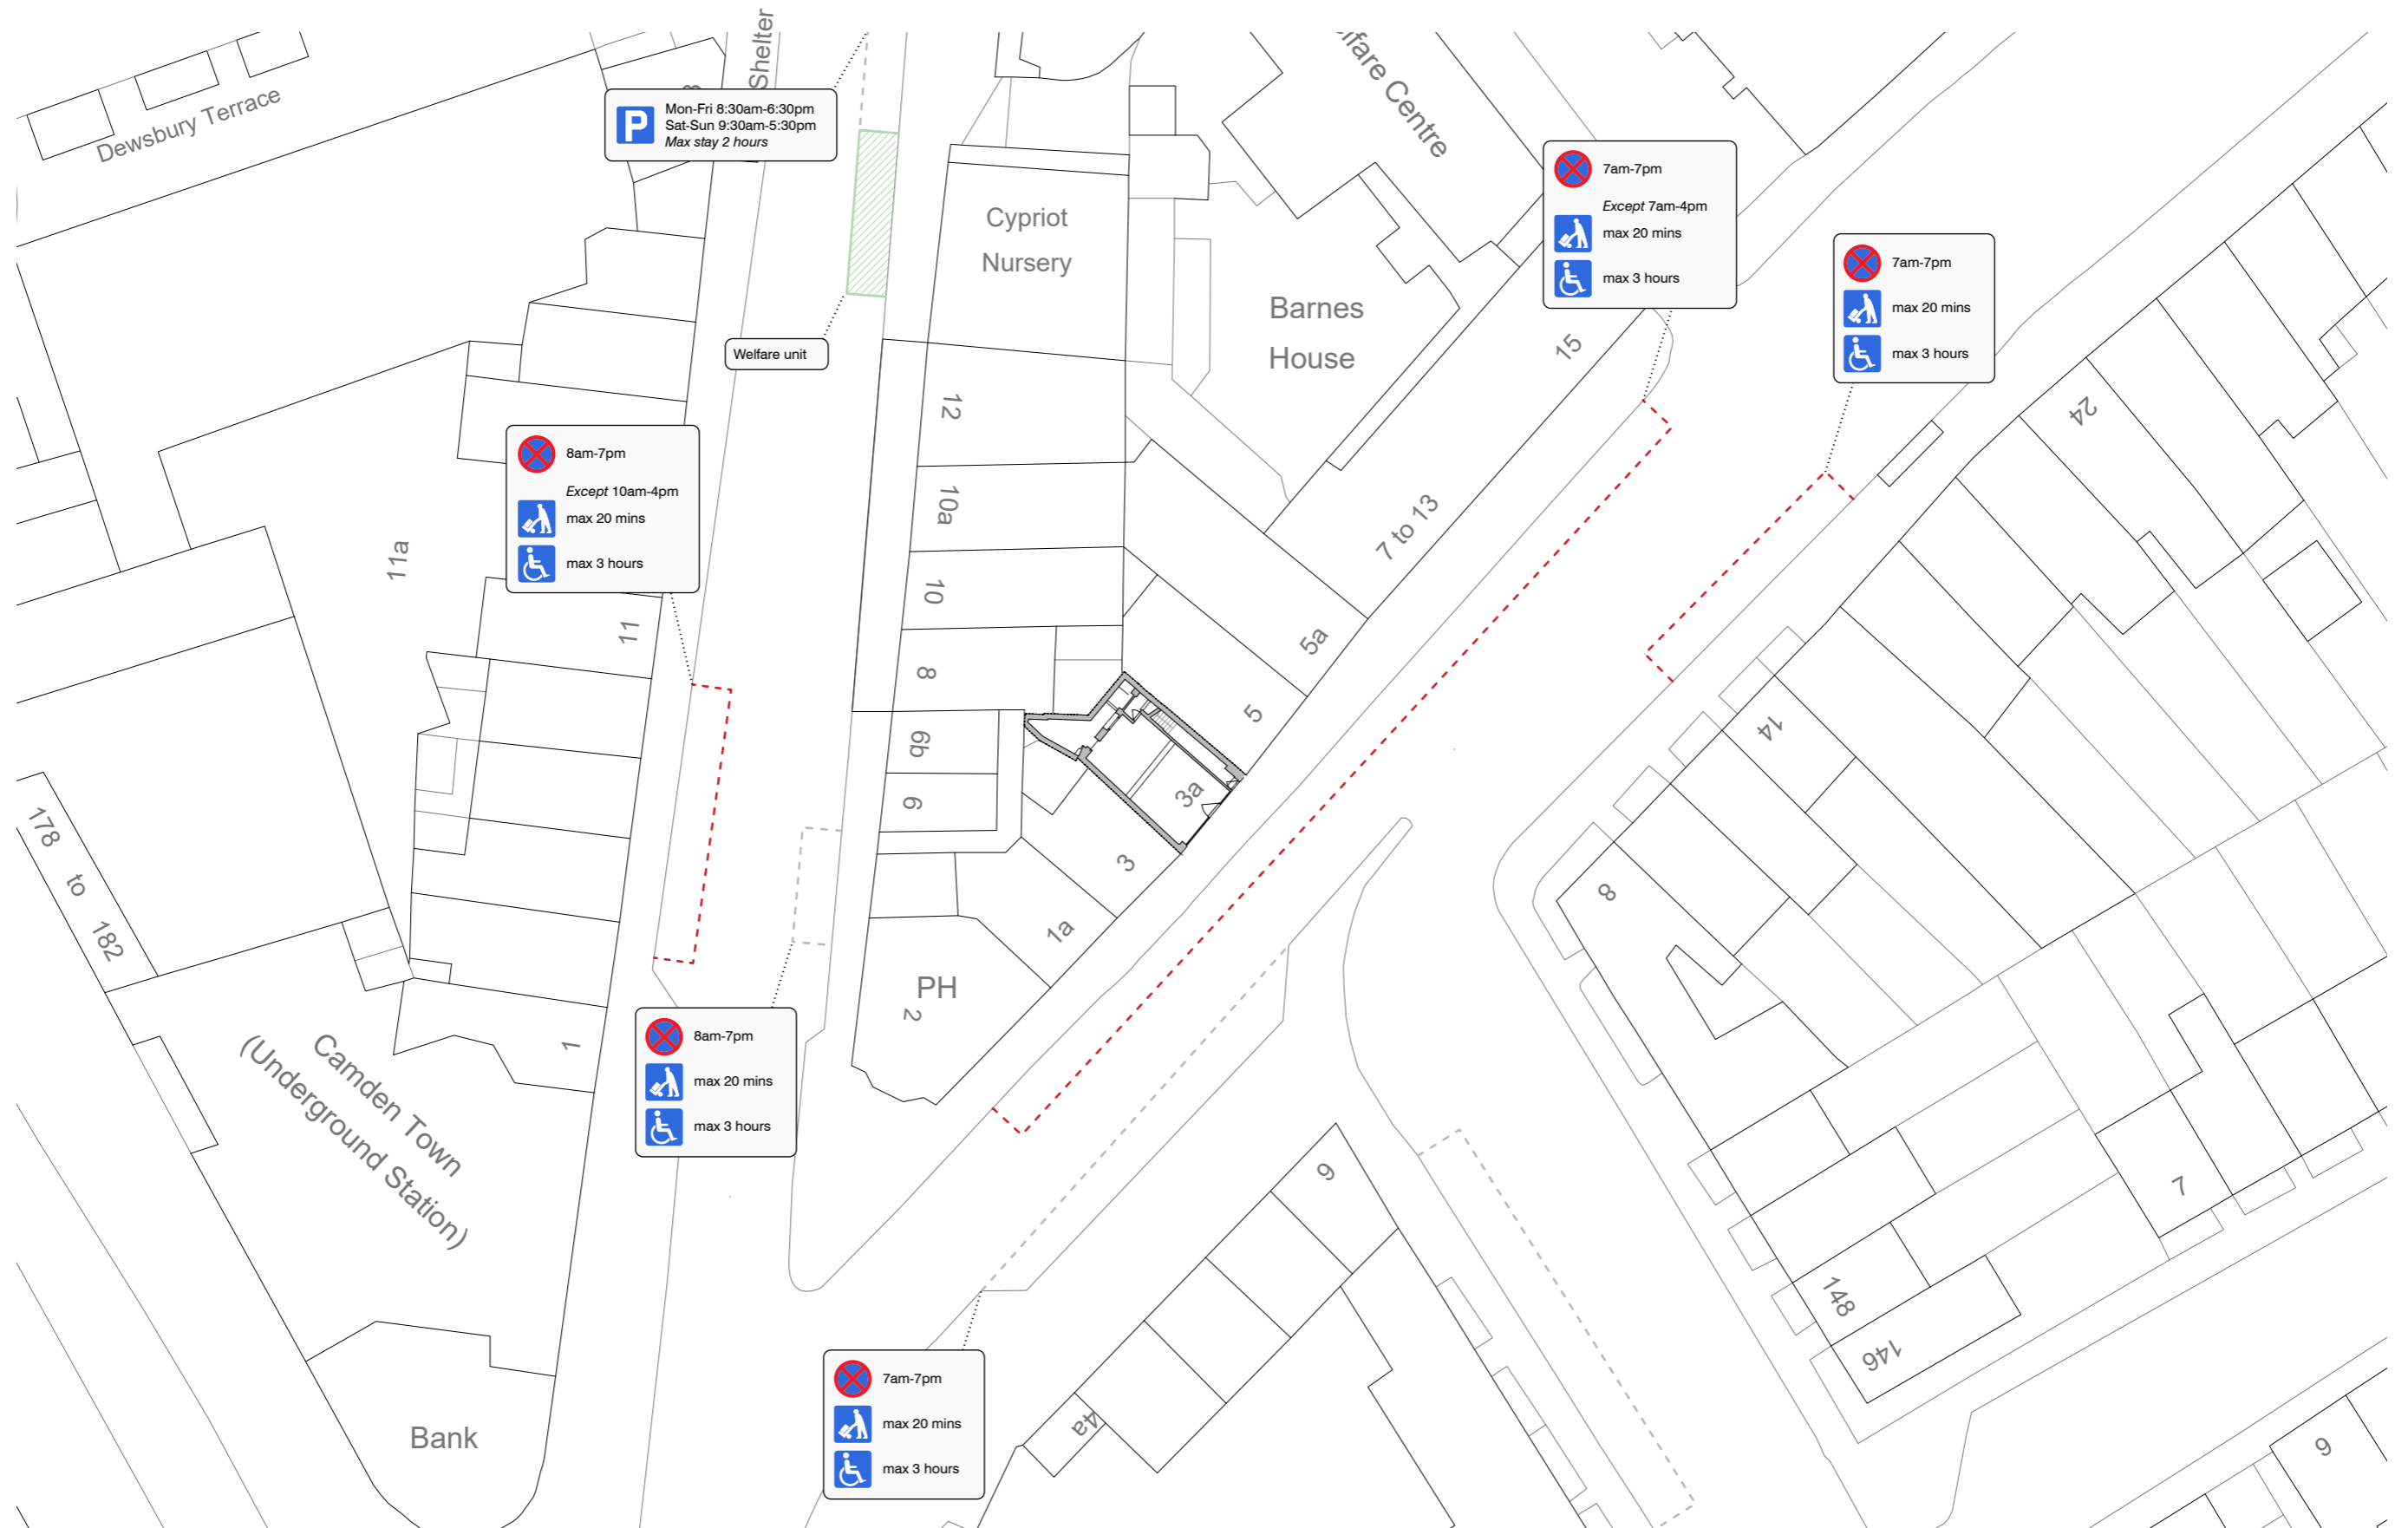 Shelter
Dewsbury Terrace
P
Mon-Fri 8:30am-6:30pm
Sat-Sun 9:30am-5:30pm
Max stay 2 hours
Welfare unit
Cypriot
Nursery
Centre
Barnes
House
7am-7pm
Except 7am-4pm
max 20 mins
max 3 hours
7am-7pm
max 20 mins
max 3 hours
8am-7pm
Except 10am-4pm
max 20 mins
max 3 hours
11a
11
12
10a
10
8
6b
6
15
7 to 13
5a
5
3a
3
1a
PH
2
24
14
8
178
to
182
1
Camden Town
(Underground Station)
Bank
8am-7pm
max 20 mins
max 3 hours
7am-7pm
max 20 mins
max 3 hours
9
4a
148
146
7